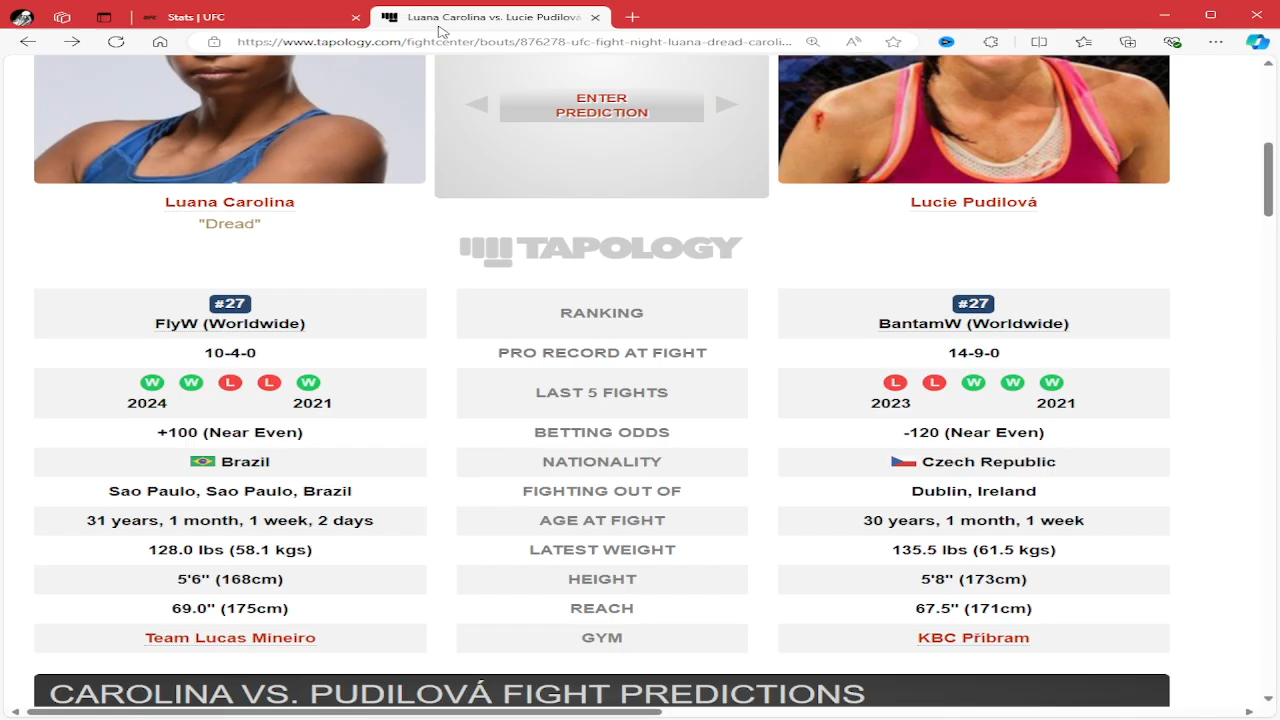 UFC Stats | UFC
Luana Carolina vs. Lucie Pudilová
https://www.tapology.com/fightcenter/bouts/876278-ufc-fight-night-luana-dread-caroli...
ENTER
PREDICTION
Luana Carolina
"Dread"
Lucie Pudilová
TAPOLOGY
#27 RANKING #27
FlyW (Worldwide) BantamW (Worldwide)
10-4-0 PRO RECORD AT FIGHT 14-9-0
W W L L W LAST 5 FIGHTS L L W W W
2024 2021 2023 2021
+100 (Near Even) BETTING ODDS -120 (Near Even)
Brazil NATIONALITY Czech Republic
Sao Paulo, Sao Paulo, Brazil FIGHTING OUT OF Dublin, Ireland
31 years, 1 month, 1 week, 2 days AGE AT FIGHT 30 years, 1 month, 1 week
128.0 lbs (58.1 kgs) LATEST WEIGHT 135.5 lbs (61.5 kgs)
5'6" (168cm) HEIGHT 5'8" (173cm)
69.0" (175cm) REACH 67.5" (171cm)
Team Lucas Mineiro GYM KBC Příbram
CAROLINA VS. PUDILOVÁ FIGHT PREDICTIONS